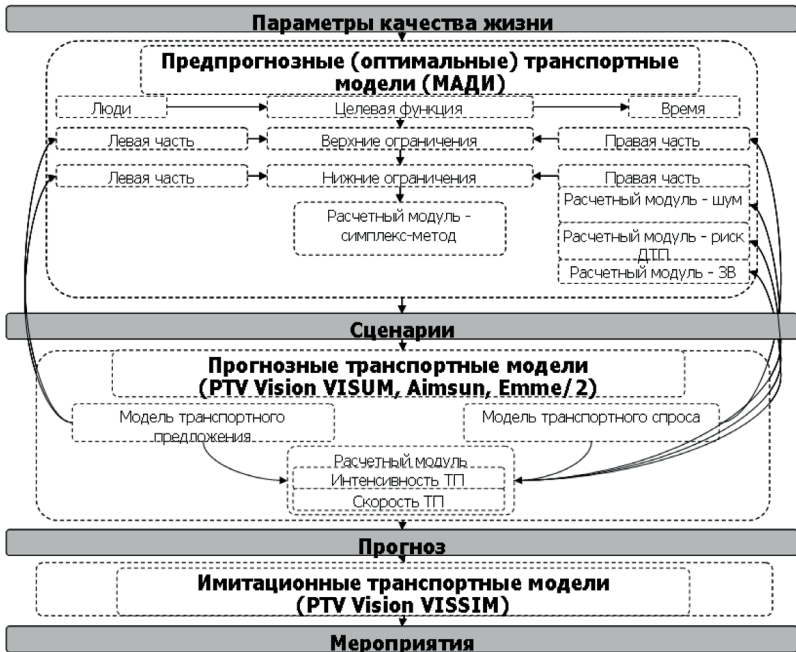 Параметры качества жизни
Предпрогнозные (оптимальные) транспортные
модели (МАДИ)
Люди
Целевая функция
Время
Левая часть
Верхние ограничения
Правая часть
Левая часть
Нижние ограничения
Правая часть
Расчетный модуль - шум
Расчетный модуль -
симплекс-метод
Расчетный модуль - риск
ДТП
Расчетный модуль - ЗВ
Сценарии
Прогнозные транспортные модели
(PTV Vision VISUM, Aimsun, Emme/2)
Модель транспортного
предложения
Модель транспортного спроса
Расчетный модуль
Интенсивность ТП
Скорость ТП
Прогноз
Имитационные транспортные модели
(PTV Vision VISSIM)
Мероприятия